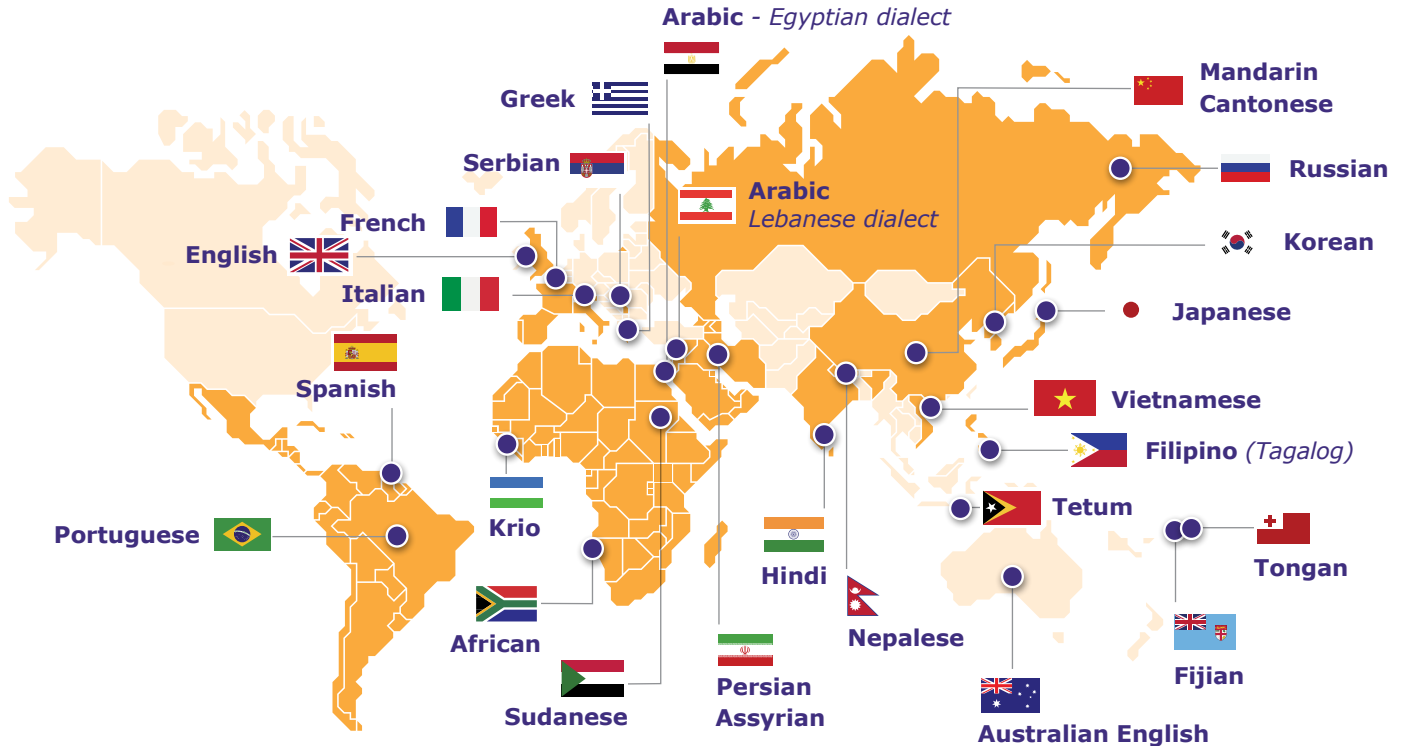 Arabic - Egyptian dialect
Mandarin
Cantonese
Greek
Serbian
Russian
Arabic
Lebanese dialect
French
English
Korean
Italian
Japanese
Spanish
Vietnamese
Filipino (Tagalog)
Portuguese
Krio
Tetum
Hindi
Tongan
African
Nepalese
Fijian
Persian
Assyrian
Sudanese
Australian English